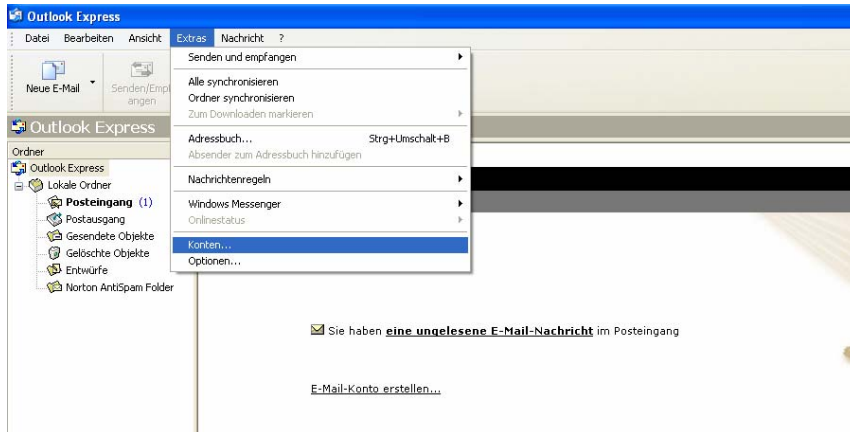 Outlook Express
Datei Bearbeiten Ansicht Extras Nachricht ?
Neue E-Mail
Senden/Empf
angen
Senden und empfangen
Alle synchronisieren
Ordner synchronisieren
Zum Downloaden markieren
Adressbuch... Strg+Umschalt+B
Absender zum Adressbuch hinzufügen
Nachrichtenregeln
Windows Messenger
Onlinestatus
Konten...
Optionen...
Outlook Express
Ordner
Outlook Express
Lokale Ordner
Posteingang (1)
Postausgang
Gesendete Objekte
Gelöschte Objekte
Entwürfe
Norton AntiSpam Folder
Sie haben eine ungelesene E-Mail-Nachricht im Posteingang
E-Mail-Konto erstellen...